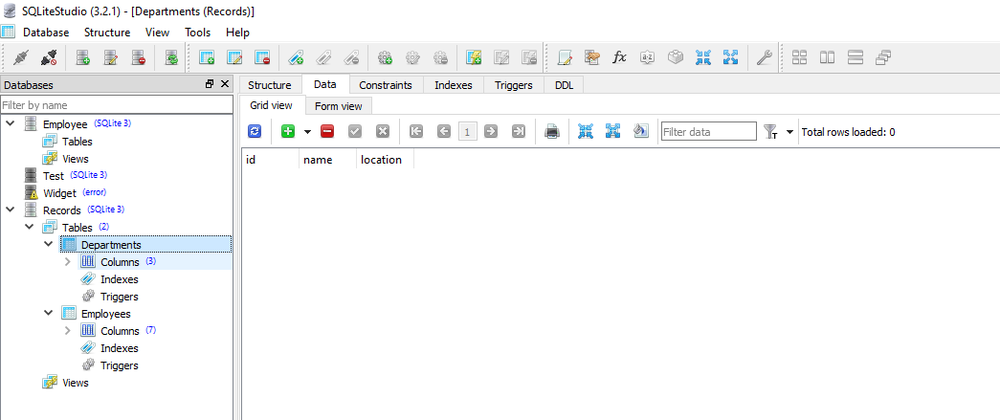 SQLiteStudio (3.2.1) - [Departments (Records)]
Database Structure View Tools Help
Databases
Filter by name
Employee (SQLite 3)
Tables
Views
Test (SQLite 3)
Widget (error)
Records (SQLite 3)
Tables (2)
Departments
Columns (3)
Indexes
Triggers
Employees
Columns (7)
Indexes
Triggers
Views
Structure Data Constraints Indexes Triggers DDL
Grid view Form view
1 Filter data Total rows loaded: 0
id name location